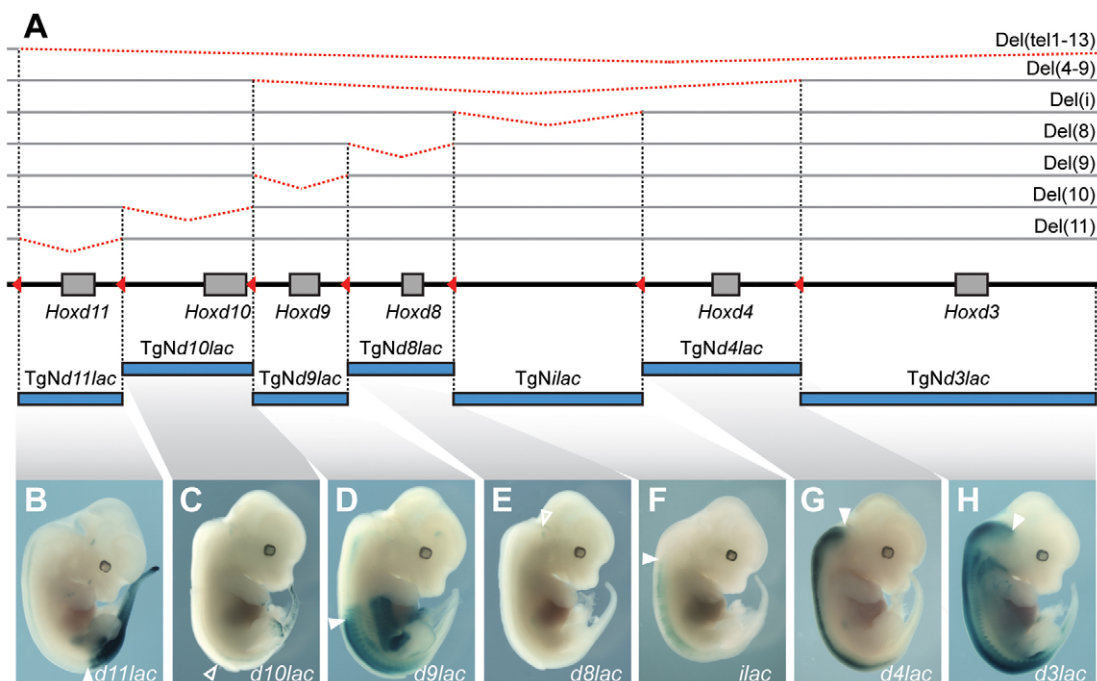 A
Del(tel1-13)
Del(4-9)
Del(i)
Del(8)
Del(9)
Del(10)
Del(11)
Hoxd11 Hoxd10 Hoxd9 Hoxd8 Hoxd4 Hoxd3
TgNd10lac TgNd8lac TgNd4lac
TgNd11lac TgNd9lac TgNilac TgNd3lac
B C D E F G H
d11lac d10lac d9lac d8lac ilac d4lac d3lac